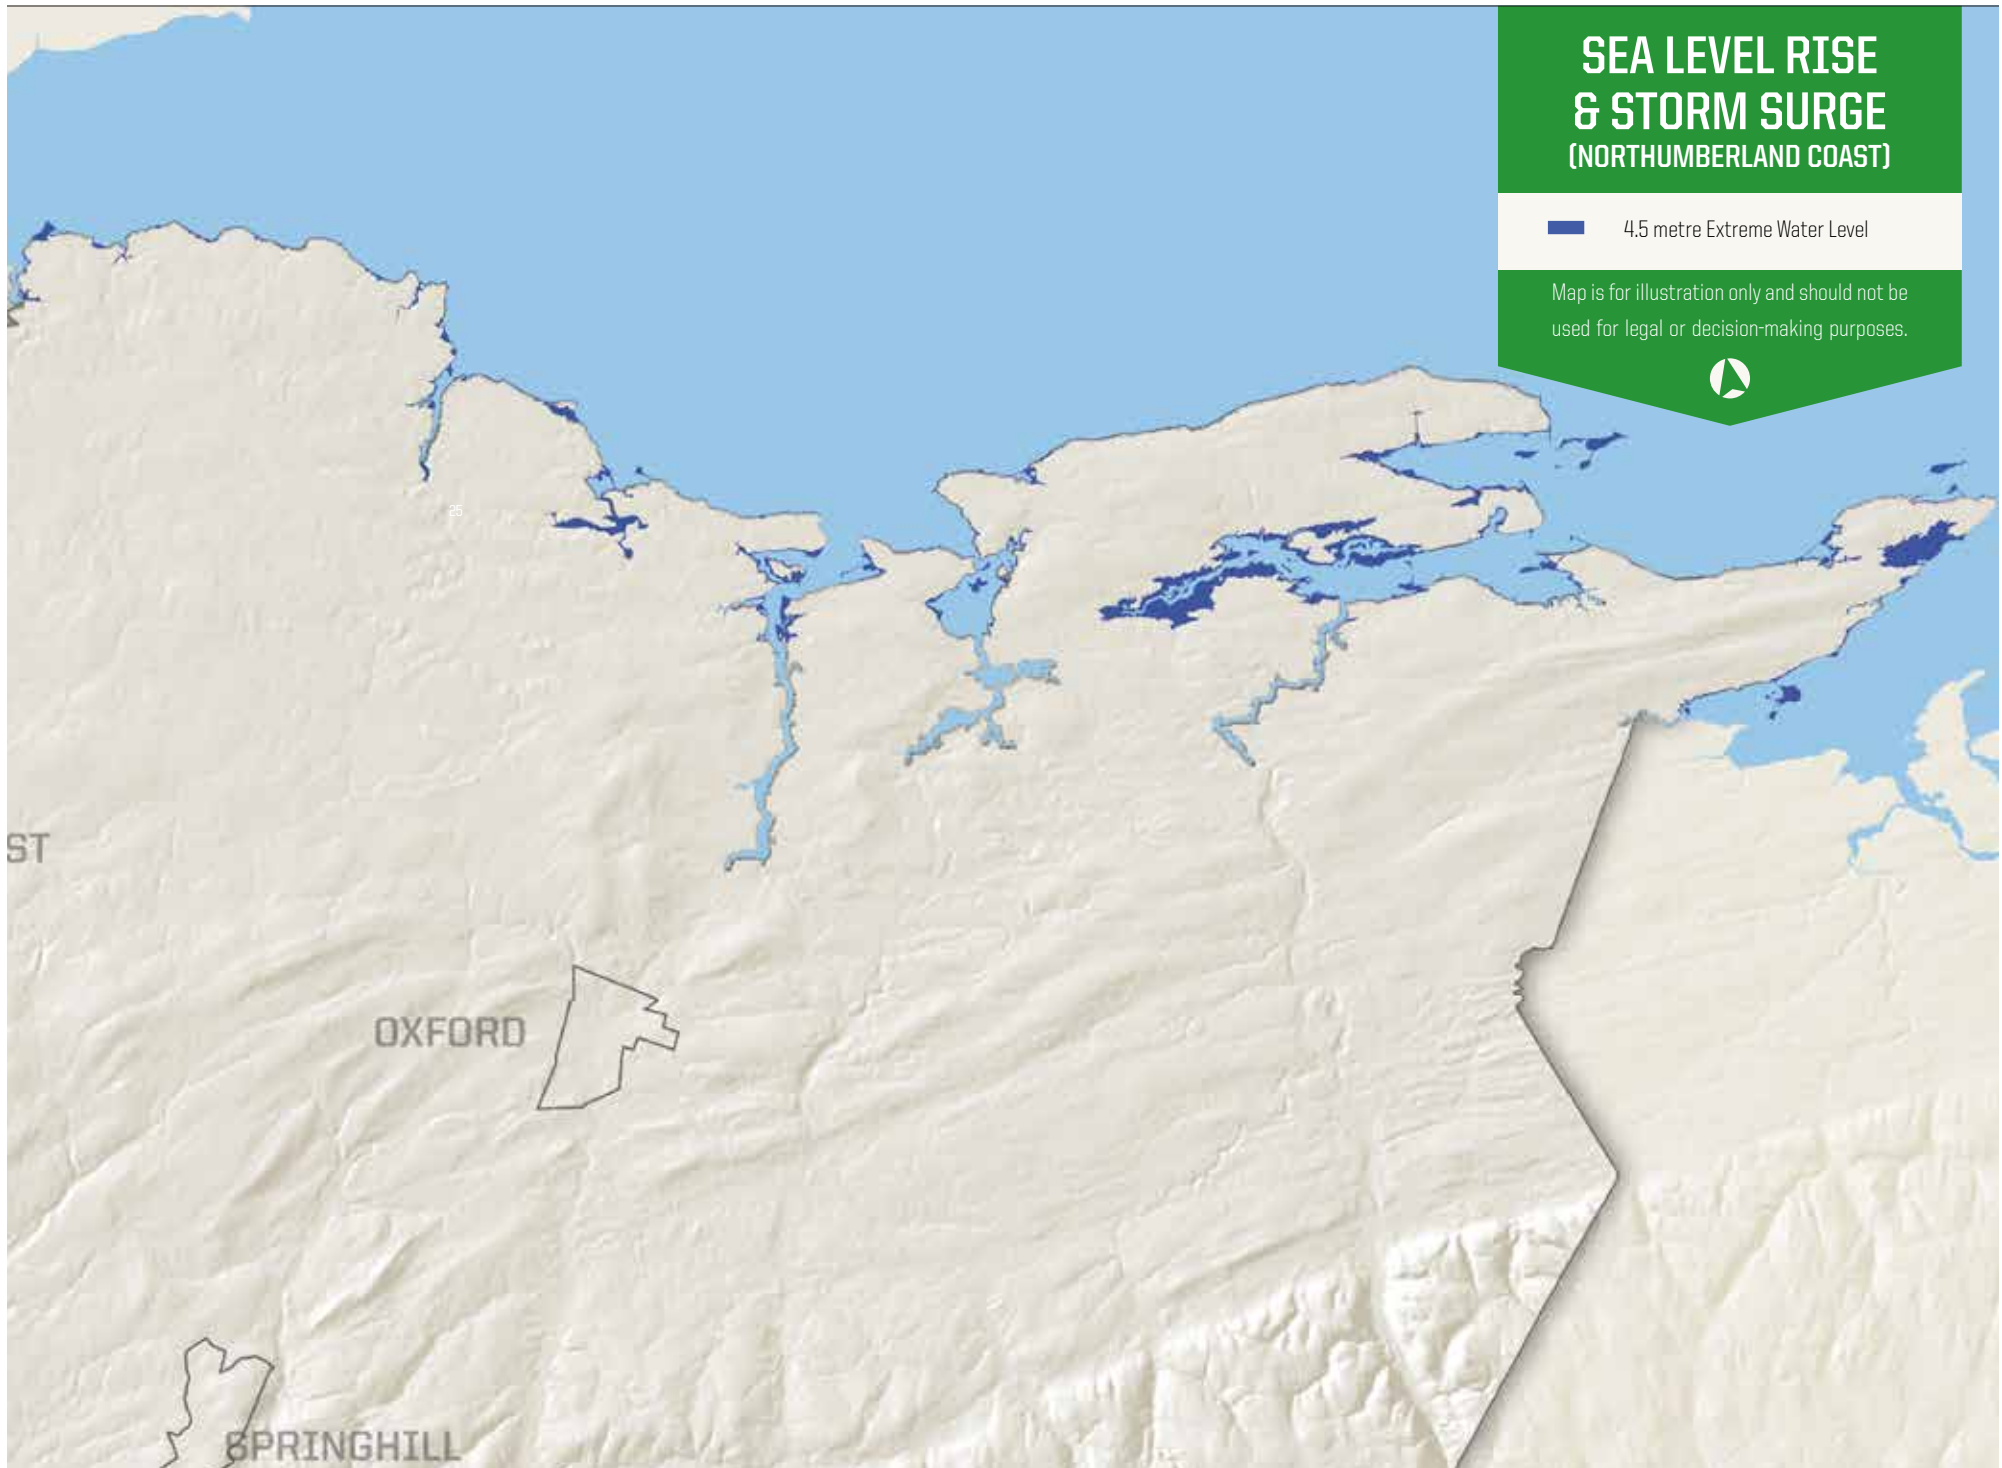 SEA LEVEL RISE
& STORM SURGE
(NORTHUMBERLAND COAST)
4.5 metre Extreme Water Level
Map is for illustration only and should not be
used for legal or decision-making purposes.
25
ST
OXFORD
SPRINGHILL